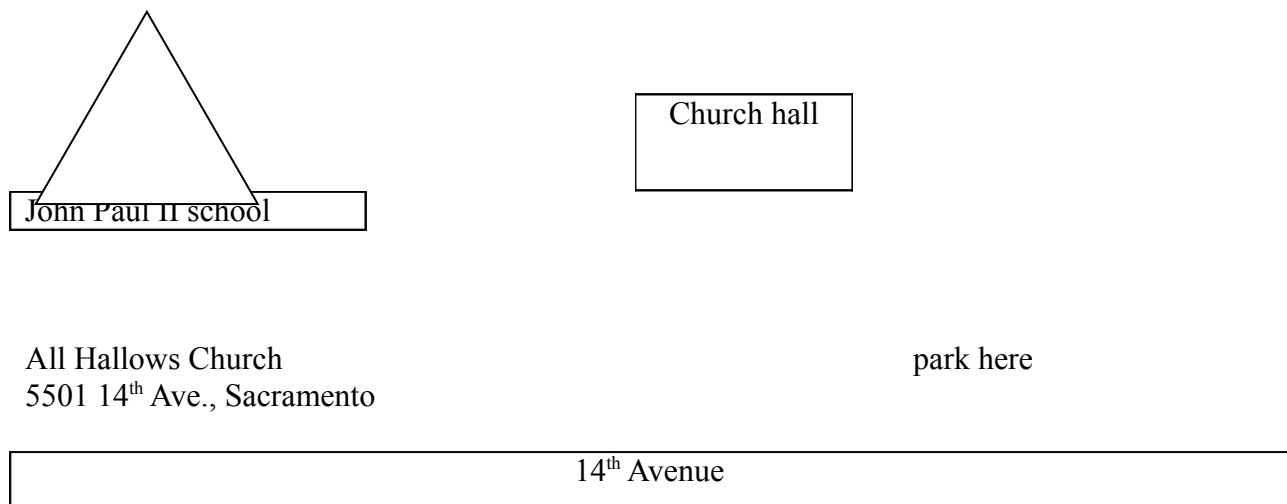 Church hall
John Paul II school
All Hallows Church
park here
5501 14th Ave., Sacramento
14th Avenue